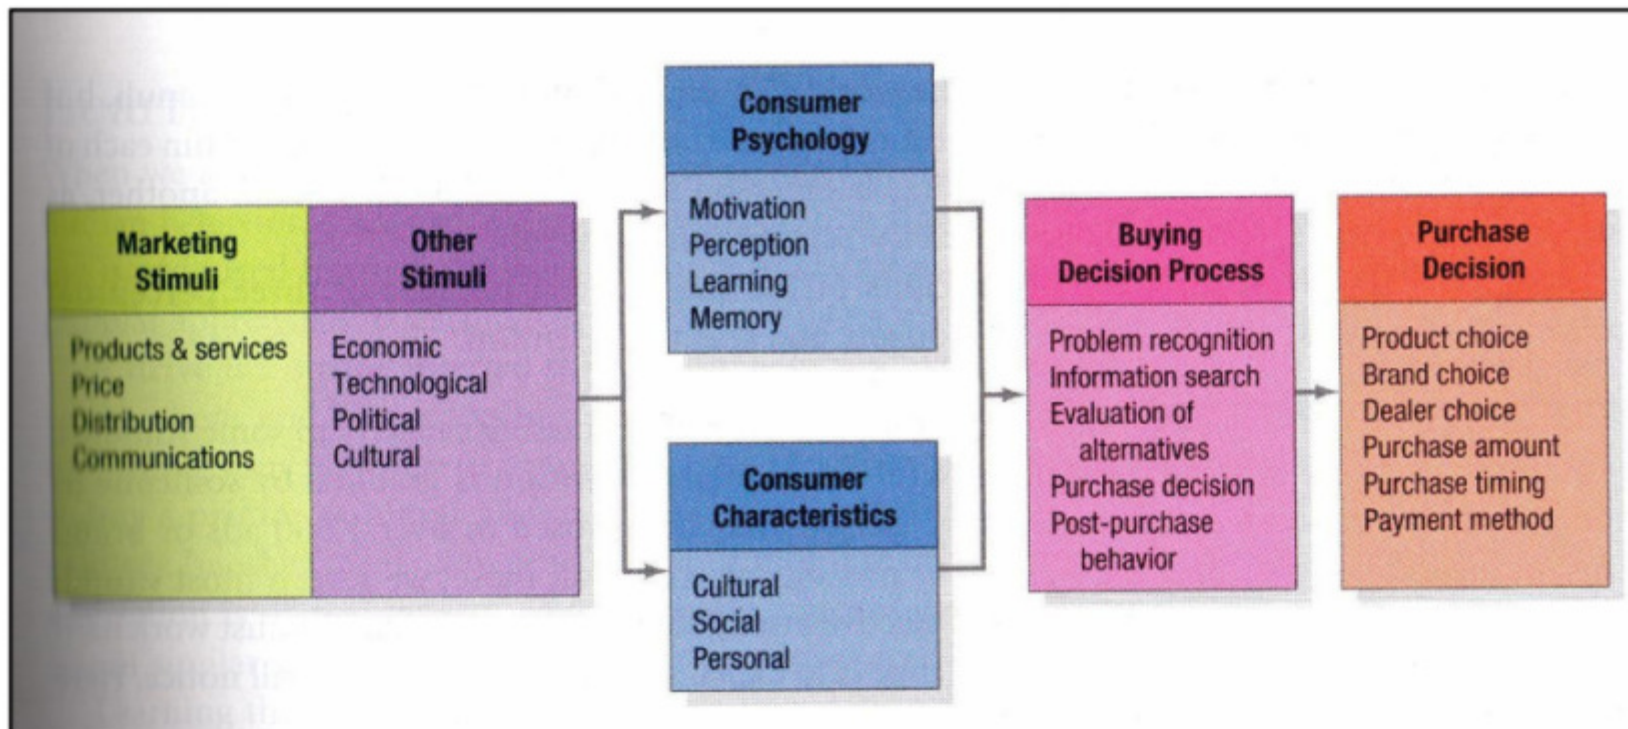 Marketing
Stimuli
Products & services
Price
Distribution
Communications
Other
Stimuli
Economic
Technological
Political
Cultural
Consumer
Psychology
Motivation
Perception
Learning
Memory
Consumer
Characteristics
Cultural
Social
Personal
Buying
Decision Process
Problem recognition
Information search
Evaluation of
alternatives
Purchase decision
Post-purchase
behavior
Purchase
Decision
Product choice
Brand choice
Dealer choice
Purchase amount
Purchase timing
Payment method